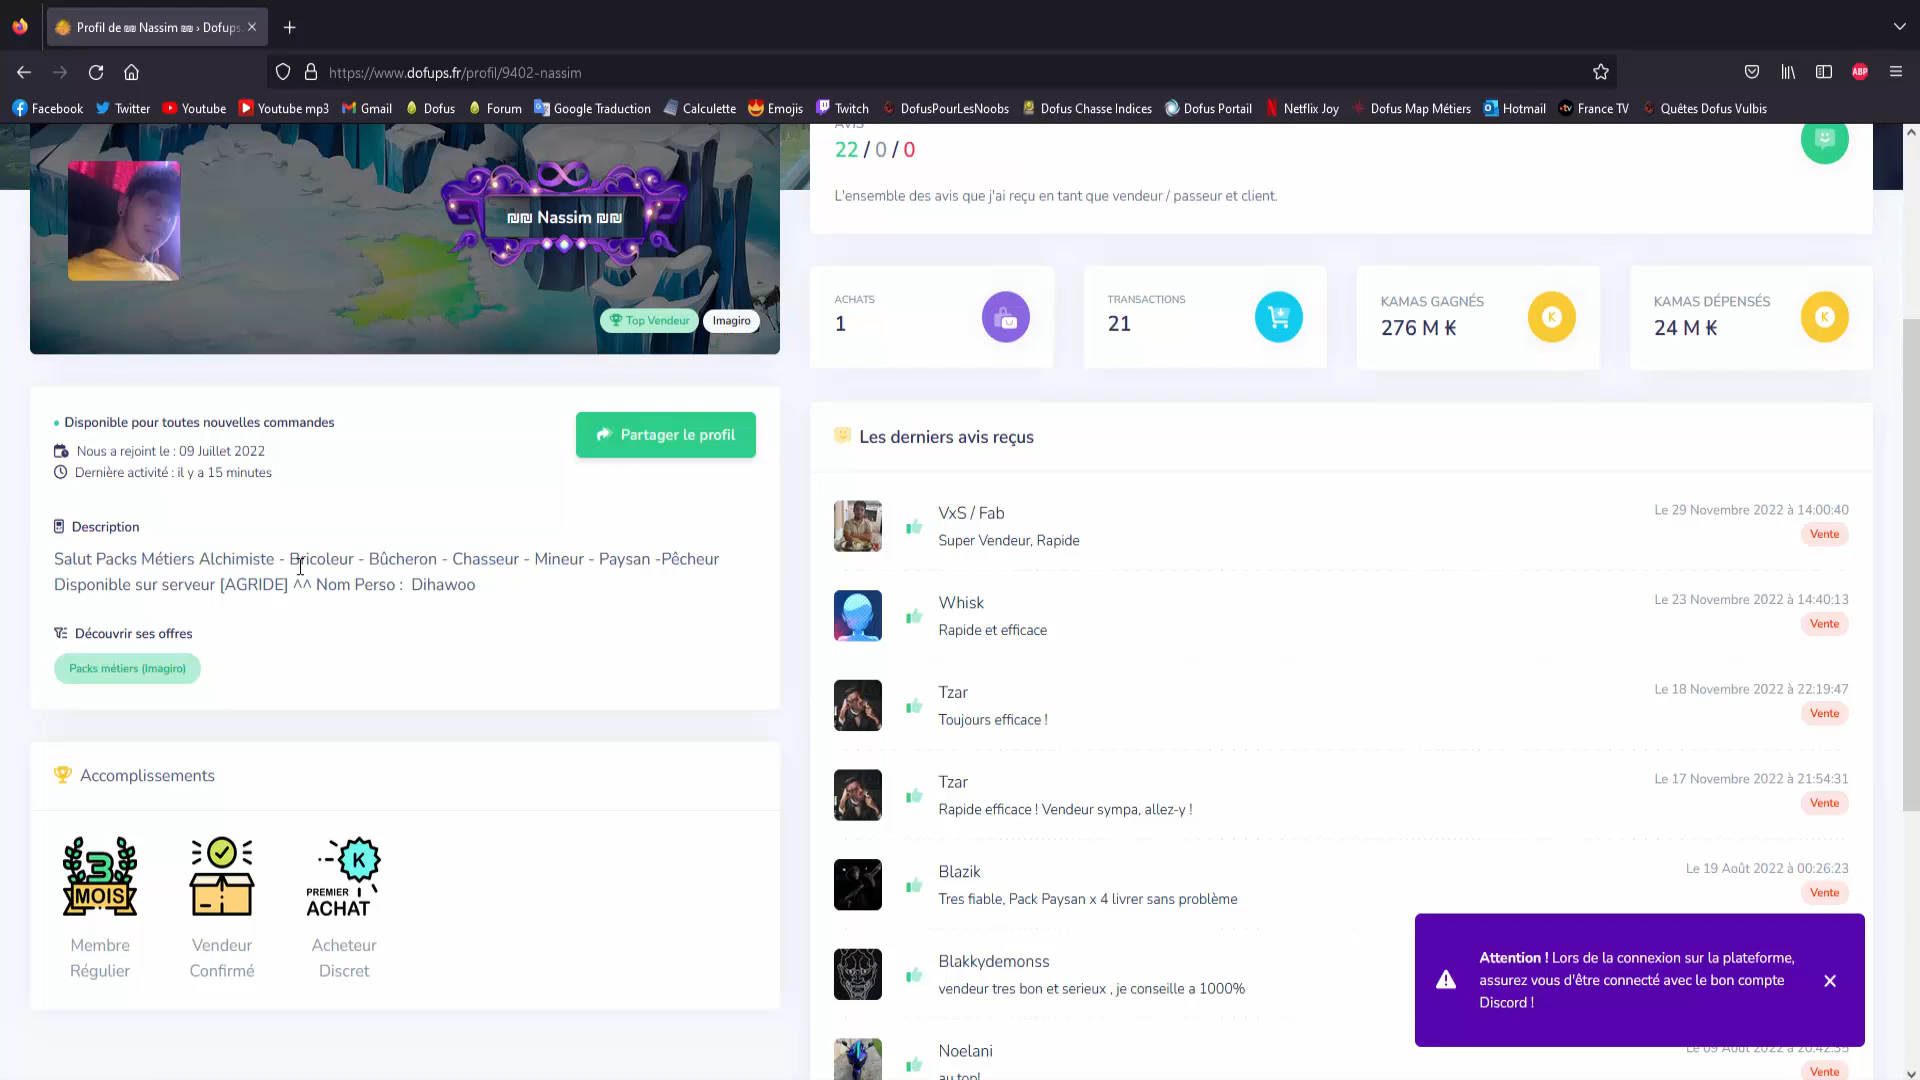 Profil de ₪₪ Nassim ₪₪ › Dofups
https://www.dofups.fr/profil/9402-nassim
Facebook
Twitter
Youtube
Youtube mp3
Gmail
Dofus
Forum
Google Traduction
Calculette
Emojis
Twitch
DofusPourLesNoobs
Dofus Chasse Indices
Dofus Portail
Netflix Joy
Dofus Map Métiers
Hotmail
France TV
Quêtes Dofus Vulbis
ABP
₪₪ Nassim ₪₪
Top Vendeur
Imagiro
Disponible pour toutes nouvelles commandes
Nous a rejoint le : 09 Juillet 2022
Dernière activité : il y a 15 minutes
Partager le profil
Description
Salut Packs Métiers Alchimiste - Bricoleur - Bûcheron - Chasseur - Mineur - Paysan -Pêcheur
Disponible sur serveur [AGRIDE] ^^ Nom Perso : Dihawoo
Découvrir ses offres
Packs métiers (Imagiro)
Accomplissements
3
MOIS
Membre
Régulier
Vendeur
Confirmé
K
PREMIER
ACHAT
Acheteur
Discret
AVIS
22 / 0 / 0
L'ensemble des avis que j'ai reçu en tant que vendeur / passeur et client.
ACHATS
1
TRANSACTIONS
21
KAMAS GAGNÉS
276 M ₭
K
KAMAS DÉPENSÉS
24 M ₭
K
Les derniers avis reçus
VxS / Fab
Super Vendeur, Rapide
Le 29 Novembre 2022 à 14:00:40
Vente
Whisk
Rapide et efficace
Le 23 Novembre 2022 à 14:40:13
Vente
Tzar
Toujours efficace !
Le 18 Novembre 2022 à 22:19:47
Vente
Tzar
Rapide efficace ! Vendeur sympa, allez-y !
Le 17 Novembre 2022 à 21:54:31
Vente
Blazik
Tres fiable, Pack Paysan x 4 livrer sans problème
Le 19 Août 2022 à 00:26:23
Vente
Blakkydemonss
vendeur tres bon et serieux , je conseille a 1000%
Noelani
au top!
Le 09 Août 2022 à 20:42:35
Vente
Attention ! Lors de la connexion sur la plateforme,
assurez vous d'être connecté avec le bon compte
Discord !